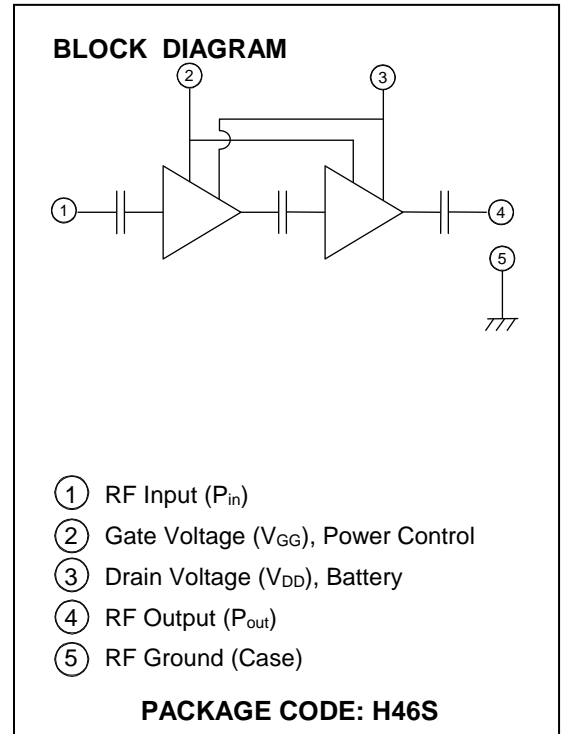 BLOCK DIAGRAM
2
3
1
4
5
1 RF Input (Pin)
2 Gate Voltage (VGG), Power Control
3 Drain Voltage (VDD), Battery
4 RF Output (Pout)
5 RF Ground (Case)
PACKAGE CODE: H46S